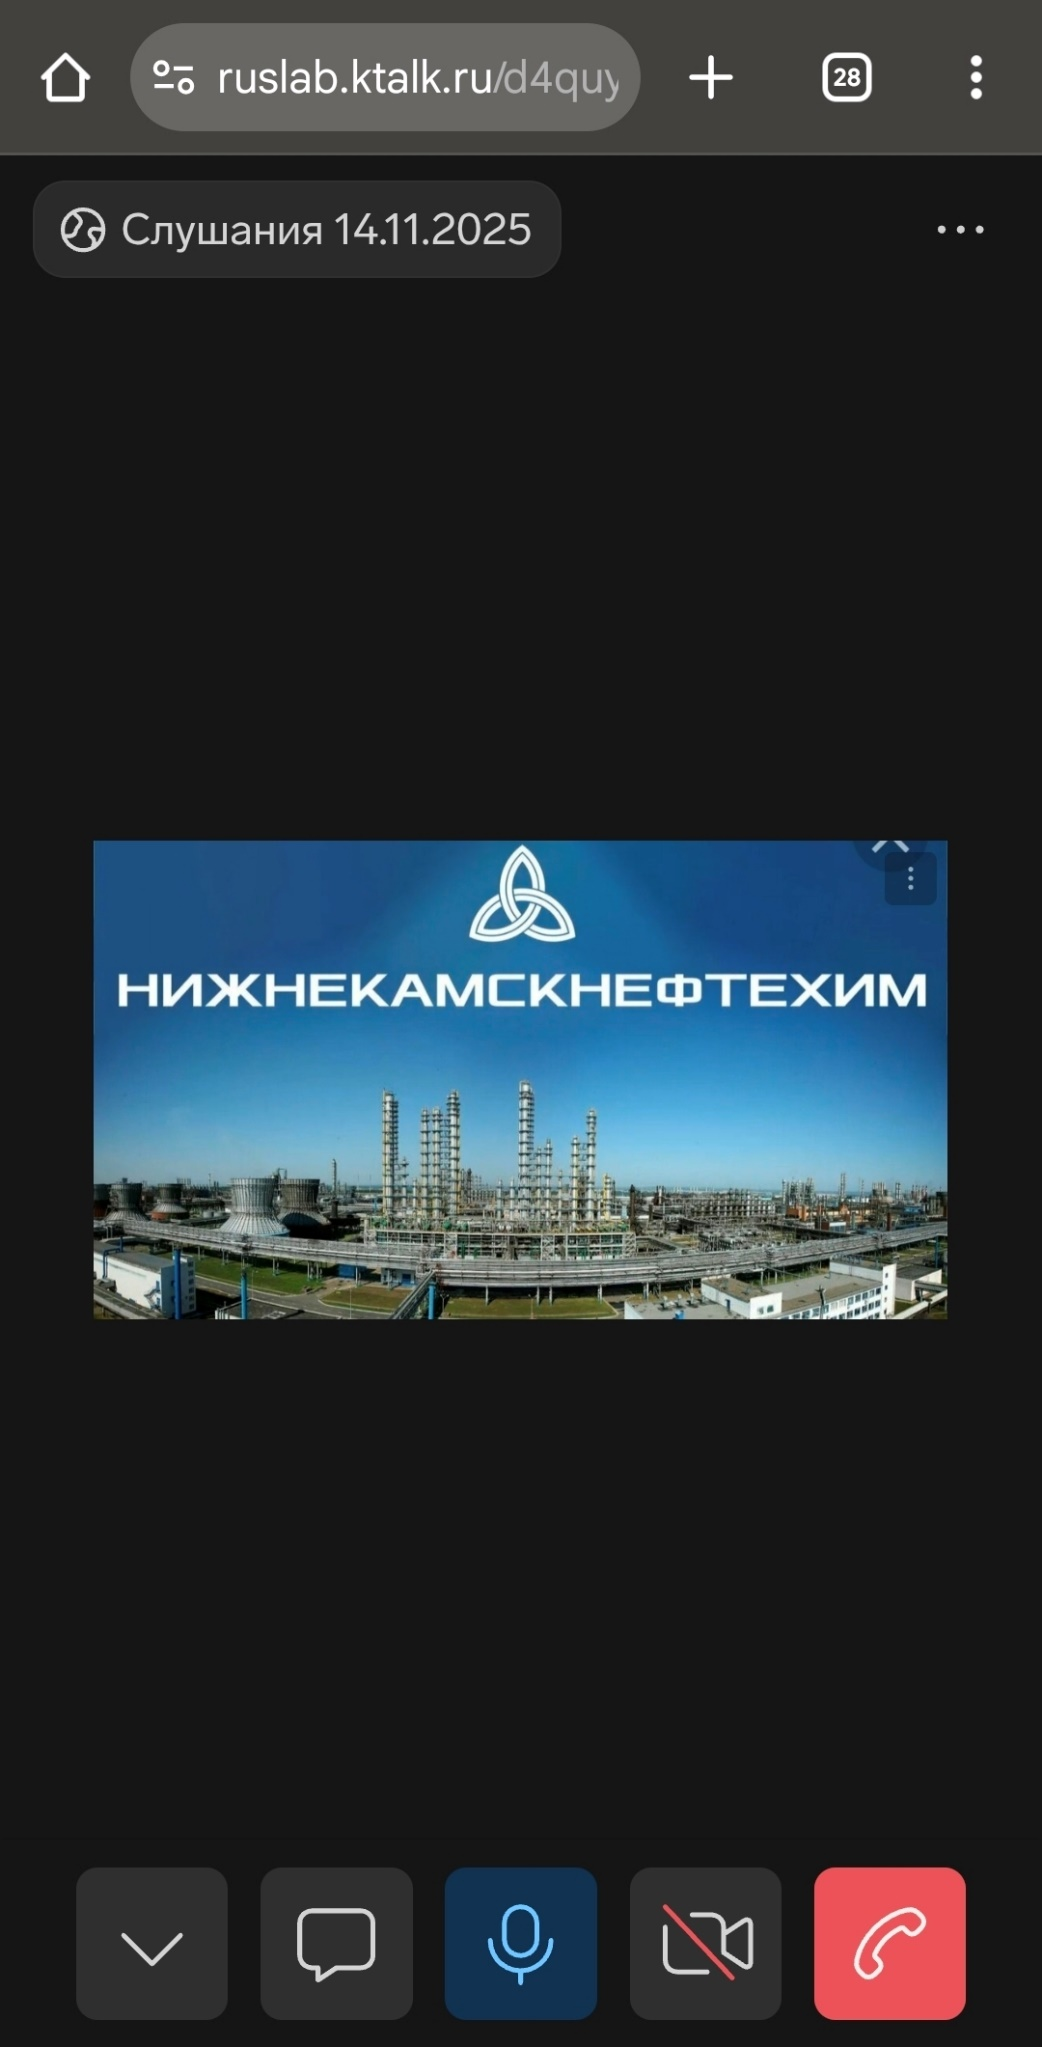 ruslab.ktalk.ru/d4quy
28
Слушания 14.11.2025
НИЖНЕКАМСКНЕФТЕХИМ